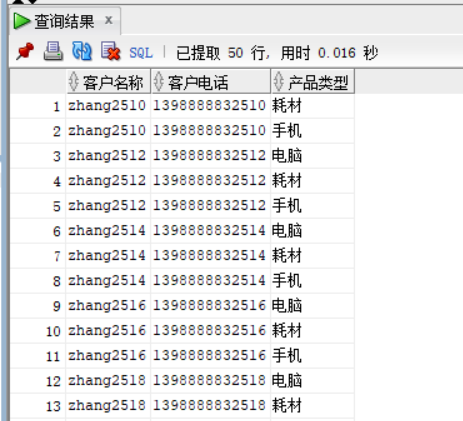 查询结果 x
SQL | 已提取 50 行, 用时 0.016 秒
客户名称 客户电话 产品类型
1 zhang2510 1398888832510 耗材
2 zhang2510 1398888832510 手机
3 zhang2512 1398888832512 电脑
4 zhang2512 1398888832512 耗材
5 zhang2512 1398888832512 手机
6 zhang2514 1398888832514 电脑
7 zhang2514 1398888832514 耗材
8 zhang2514 1398888832514 手机
9 zhang2516 1398888832516 电脑
10 zhang2516 1398888832516 耗材
11 zhang2516 1398888832516 手机
12 zhang2518 1398888832518 电脑
13 zhang2518 1398888832518 耗材